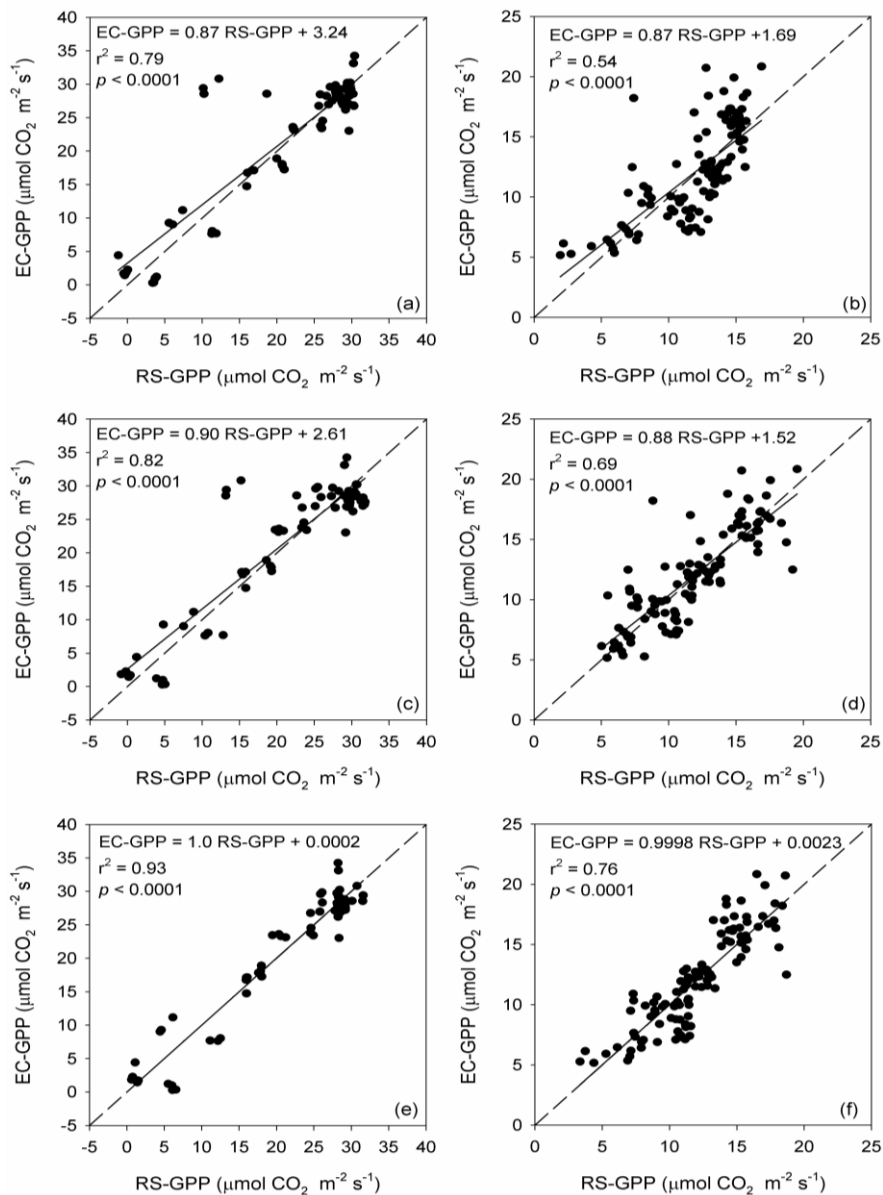 EC-GPP = 0.87 RS-GPP + 3.24
r² = 0.79
p < 0.0001
EC-GPP (μmol CO₂ m⁻² s⁻¹)
40
35
30
25
20
15
10
5
0
-5
(a)
-5 0 5 10 15 20 25 30 35 40
RS-GPP (μmol CO₂ m⁻² s⁻¹)
EC-GPP = 0.87 RS-GPP +1.69
r² = 0.54
p < 0.0001
EC-GPP (μmol CO₂ m⁻² s⁻¹)
25
20
15
10
5
0
(b)
0 5 10 15 20 25
RS-GPP (μmol CO₂ m⁻² s⁻¹)
EC-GPP = 0.90 RS-GPP + 2.61
r² = 0.82
p < 0.0001
EC-GPP (μmol CO₂ m⁻² s⁻¹)
40
35
30
25
20
15
10
5
0
-5
(c)
-5 0 5 10 15 20 25 30 35 40
RS-GPP (μmol CO₂ m⁻² s⁻¹)
EC-GPP = 0.88 RS-GPP +1.52
r² = 0.69
p < 0.0001
EC-GPP (μmol CO₂ m⁻² s⁻¹)
25
20
15
10
5
0
(d)
0 5 10 15 20 25
RS-GPP (μmol CO₂ m⁻² s⁻¹)
EC-GPP = 1.0 RS-GPP + 0.0002
r² = 0.93
p < 0.0001
EC-GPP (μmol CO₂ m⁻² s⁻¹)
40
35
30
25
20
15
10
5
0
-5
(e)
-5 0 5 10 15 20 25 30 35 40
RS-GPP (μmol CO₂ m⁻² s⁻¹)
EC-GPP = 0.9998 RS-GPP + 0.0023
r² = 0.76
p < 0.0001
EC-GPP (μmol CO₂ m⁻² s⁻¹)
25
20
15
10
5
0
(f)
0 5 10 15 20 25
RS-GPP (μmol CO₂ m⁻² s⁻¹)